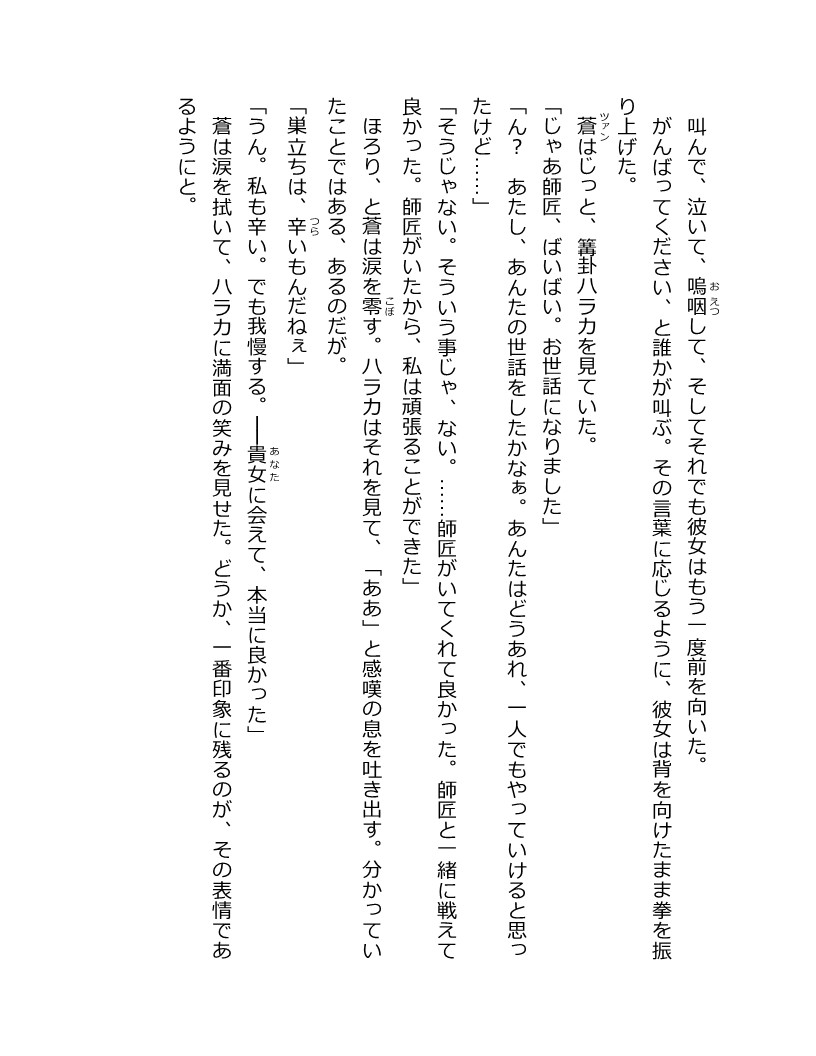 叫んで、泣いて、嗚咽して、そしてそれでも彼女はもう一度前を向いた。
がんばってください、と誰かが叫ぶ。その言葉に応じるように、彼女は背を向けたまま拳を振
り上げた。
蒼はじっと、篝卦ハラカを見ていた。
「じゃあ師匠、ばいばい。お世話になりました」
「ん？　あたし、あんたの世話をしたかなぁ。あんたはどうあれ、一人でもやっていけると思っ
たけど……」
「そうじゃない。そういう事じゃ、ない。……師匠がいてくれて良かった。師匠と一緒に戦えて
良かった。師匠がいたから、私は頑張ることができた」
ほろり、と蒼は涙を零す。ハラカはそれを見て、「ああ」と感嘆の息を吐き出す。分かってい
たことではある、あるのだが。
「巣立ちは、辛いもんだねぇ」
「うん。私も辛い。でも我慢する。――貴女に会えて、本当に良かった」
蒼は涙を拭いて、ハラカに満面の笑みを見せた。どうか、一番印象に残るのが、その表情であ
るようにと。